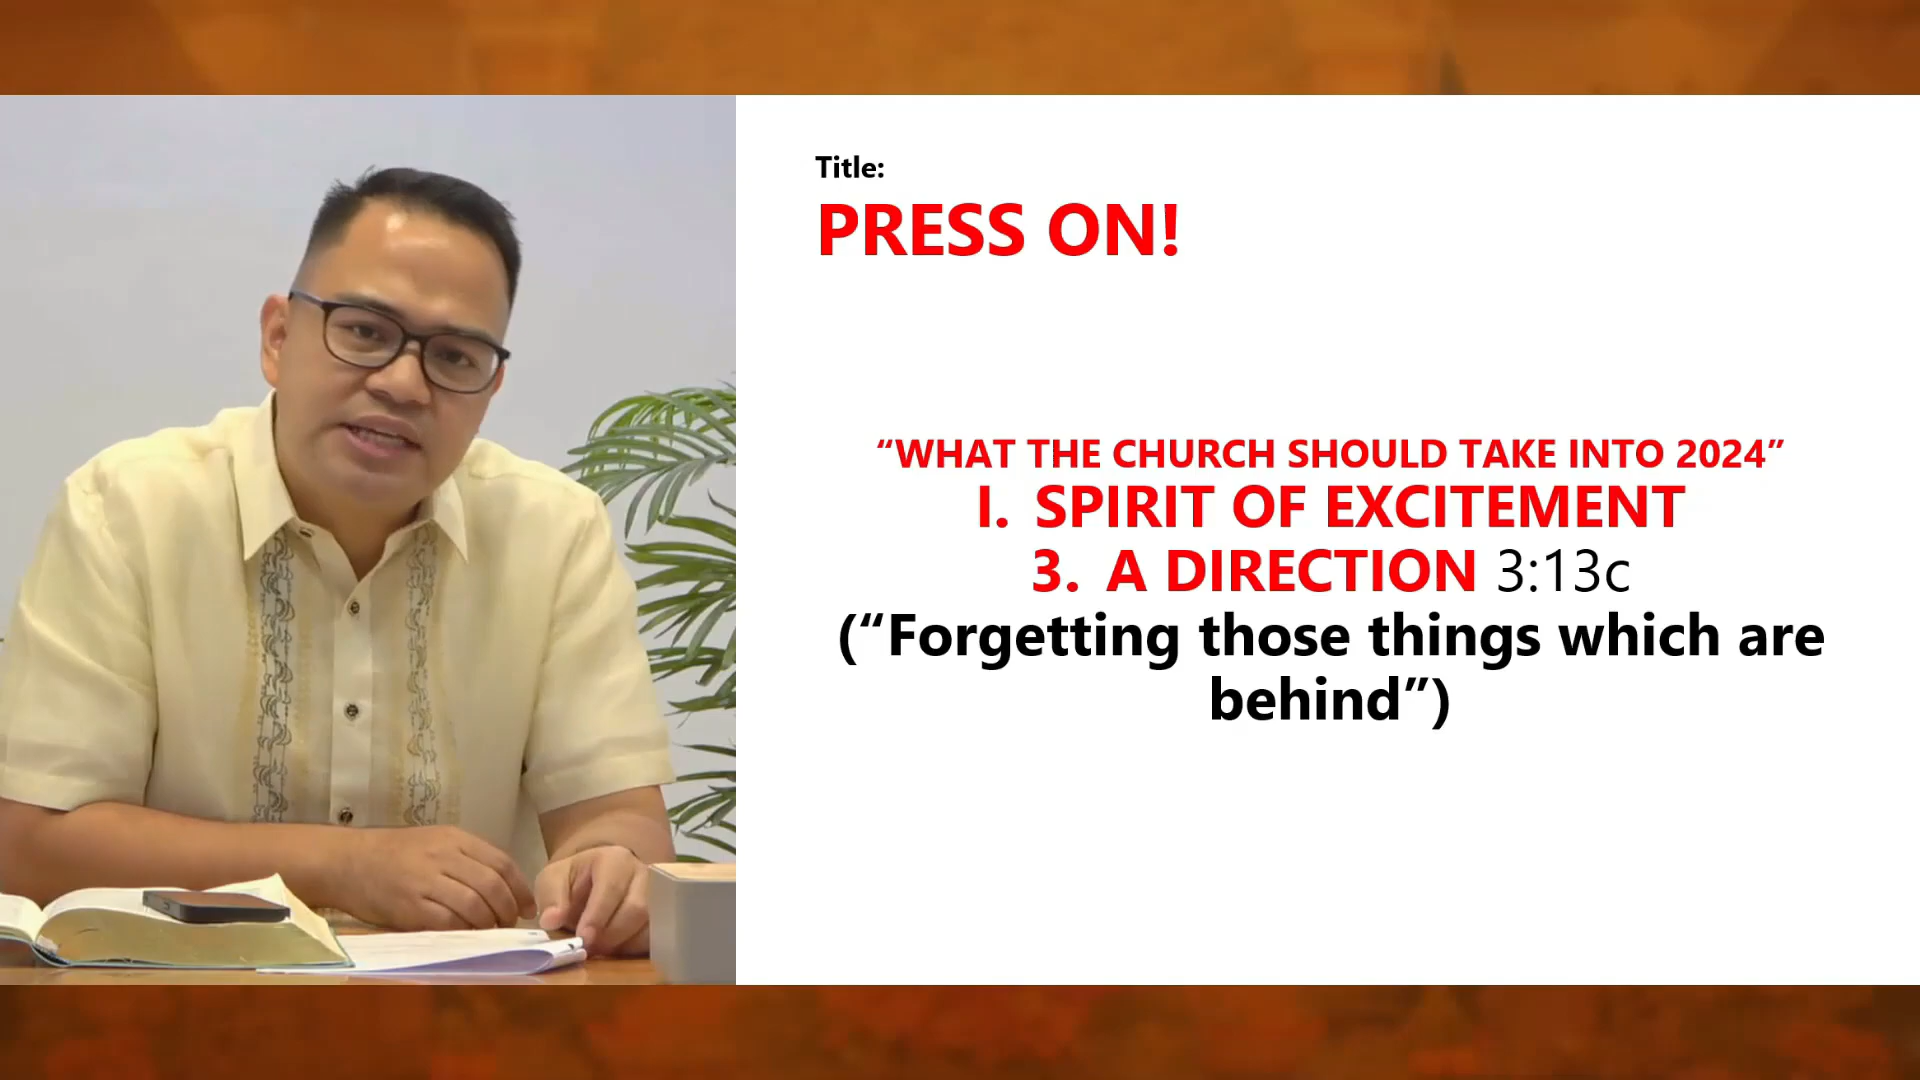 Title:
PRESS ON!
“WHAT THE CHURCH SHOULD TAKE INTO 2024”
I. SPIRIT OF EXCITEMENT
3. A DIRECTION 3:13c
(“Forgetting those things which are
behind”)